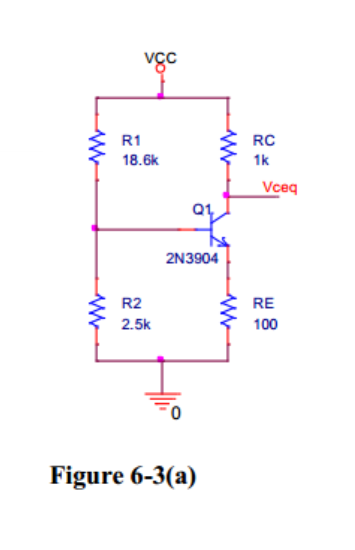 VCC
R1
18.6k
RC
1k
Vceq
Q1
2N3904
R2
2.5k
RE
100
0
Figure 6-3(a)